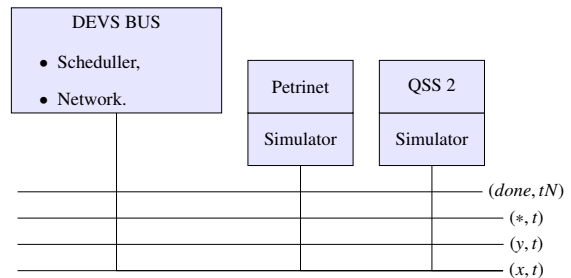 DEVS BUS
• Scheduller,
• Network.
Petrinet
QSS 2
Simulator
Simulator
(done, tN)
(∗, t)
(y, t)
(x, t)